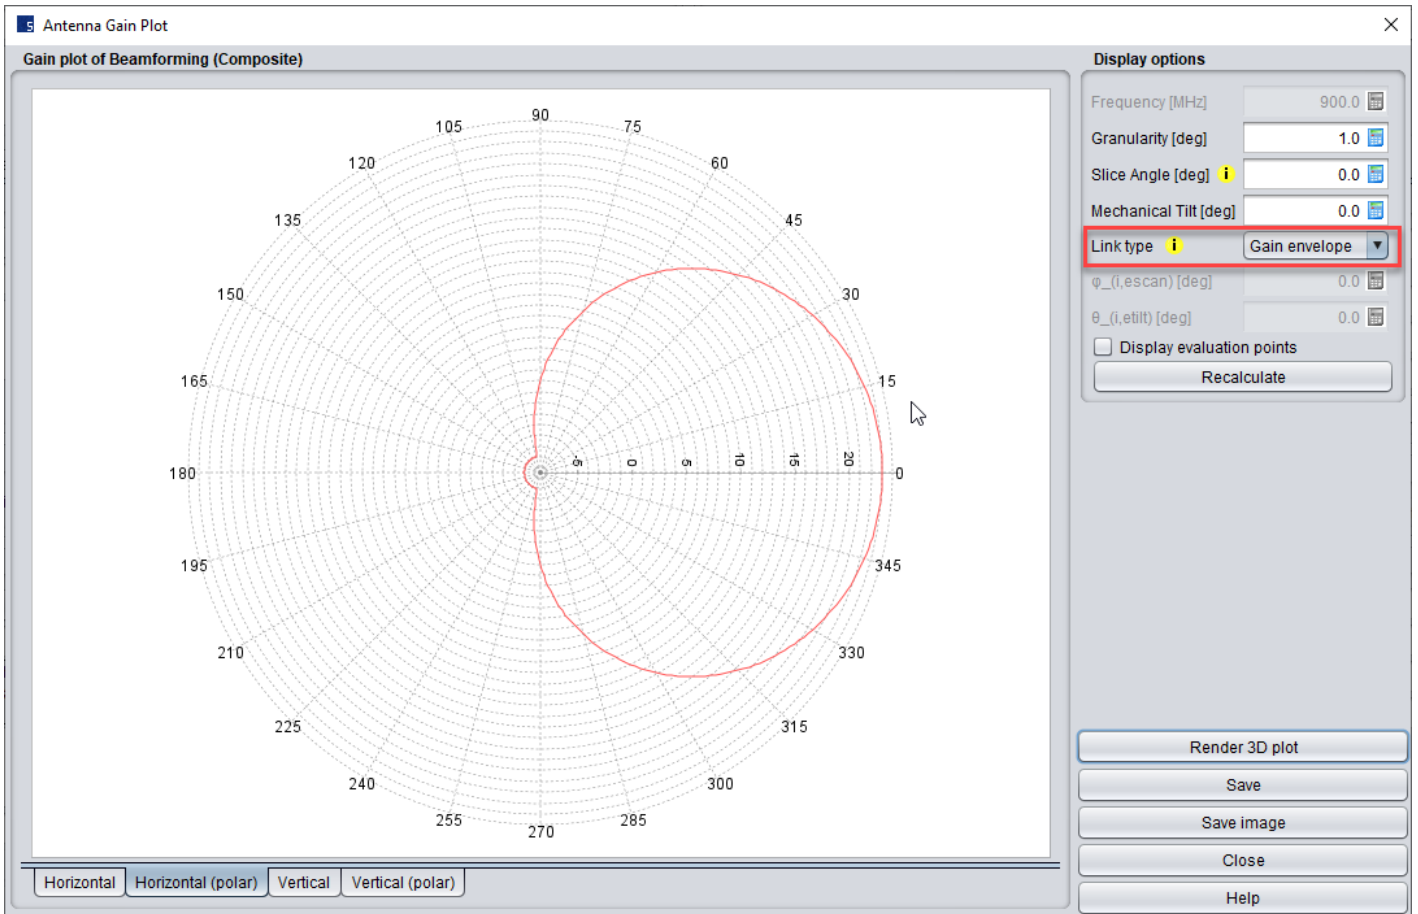 S Antenna Gain Plot
Gain plot of Beamforming (Composite)
90
105
75
120
60
135
45
150
30
165
15
180
-5
0
5
10
15
20
0
195
345
210
330
225
315
240
300
255
285
270
Horizontal
Horizontal (polar)
Vertical
Vertical (polar)
Display options
Frequency [MHz] 900.0
Granularity [deg] 1.0
Slice Angle [deg] i 0.0
Mechanical Tilt [deg] 0.0
Link type i Gain envelope
φ_(i,escan) [deg] 0.0
θ_(i,etilt) [deg] 0.0
Display evaluation points
Recalculate
Render 3D plot
Save
Save image
Close
Help